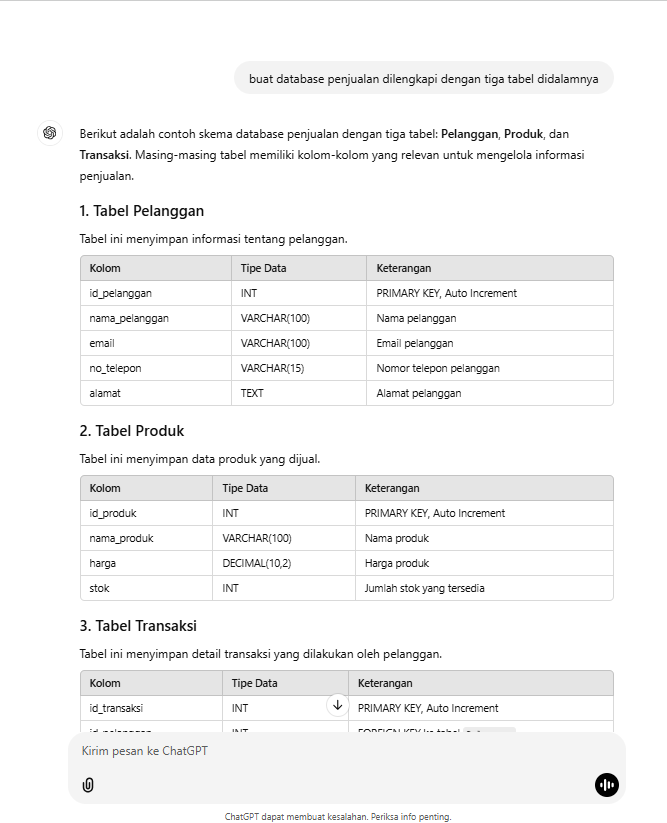 buat database penjualan dilengkapi dengan tiga tabel didalamnya
Berikut adalah contoh skema database penjualan dengan tiga tabel: Pelanggan, Produk, dan
Transaksi. Masing-masing tabel memiliki kolom-kolom yang relevan untuk mengelola informasi
penjualan.
1. Tabel Pelanggan
Tabel ini menyimpan informasi tentang pelanggan.
Kolom Tipe Data Keterangan
id_pelanggan INT PRIMARY KEY, Auto Increment
nama_pelanggan VARCHAR(100) Nama pelanggan
email VARCHAR(100) Email pelanggan
no_telepon VARCHAR(15) Nomor telepon pelanggan
alamat TEXT Alamat pelanggan
2. Tabel Produk
Tabel ini menyimpan data produk yang dijual.
Kolom Tipe Data Keterangan
id_produk INT PRIMARY KEY, Auto Increment
nama_produk VARCHAR(100) Nama produk
harga DECIMAL(10,2) Harga produk
stok INT Jumlah stok yang tersedia
3. Tabel Transaksi
Tabel ini menyimpan detail transaksi yang dilakukan oleh pelanggan.
Kolom Tipe Data Keterangan
id_transaksi INT PRIMARY KEY, Auto Increment
Kirim pesan ke ChatGPT
ChatGPT dapat membuat kesalahan. Periksa info penting.